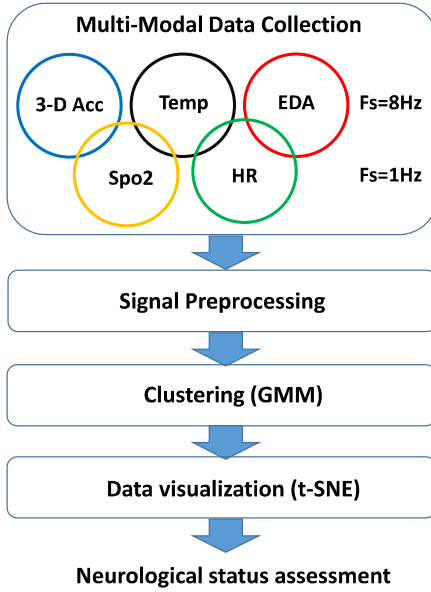 Multi-Modal Data Collection
3-D Acc Temp EDA Fs=8Hz
Spo2 HR Fs=1Hz
Signal Preprocessing
Clustering (GMM)
Data visualization (t-SNE)
Neurological status assessment